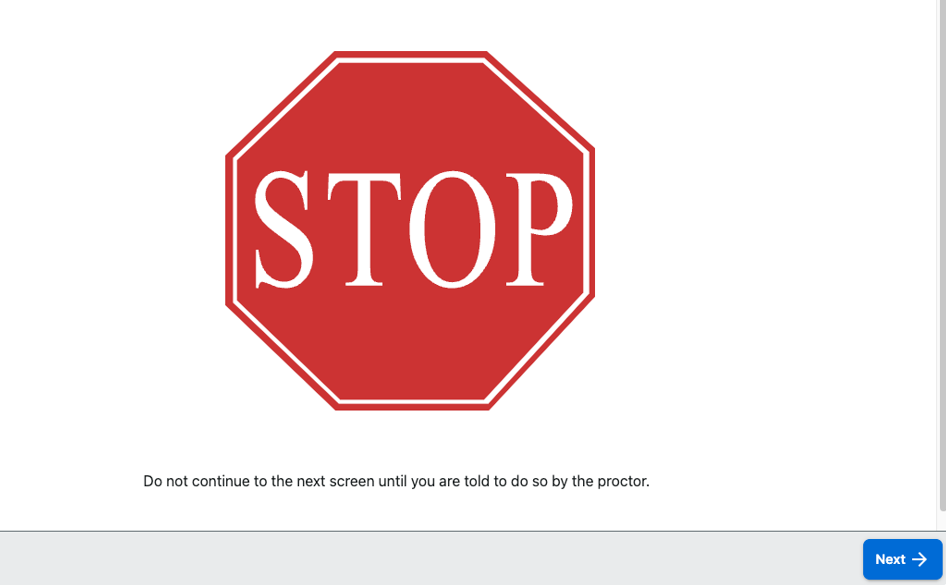 STOP
Do not continue to the next screen until you are told to do so by the proctor.
Next